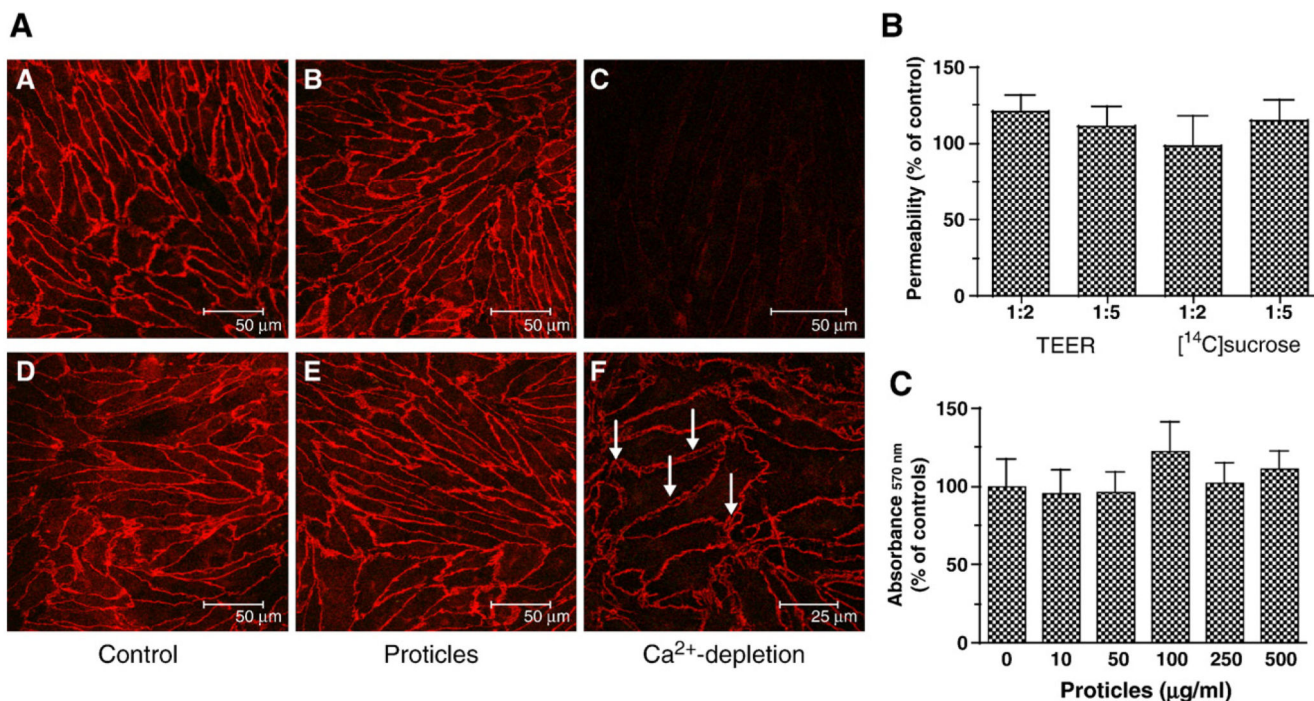 A
A
50 µm
B
50 µm
C
50 µm
D
50 µm
E
50 µm
F
25 µm
Control
Proticles
Ca²⁺-depletion
B
Permeability (% of control)
150
100
50
0
1:2 1:5 1:2 1:5
TEER [¹⁴C]sucrose
C
Absorbance 570 nm
(% of controls)
150
100
50
0
0 10 50 100 250 500
Proticles (µg/ml)